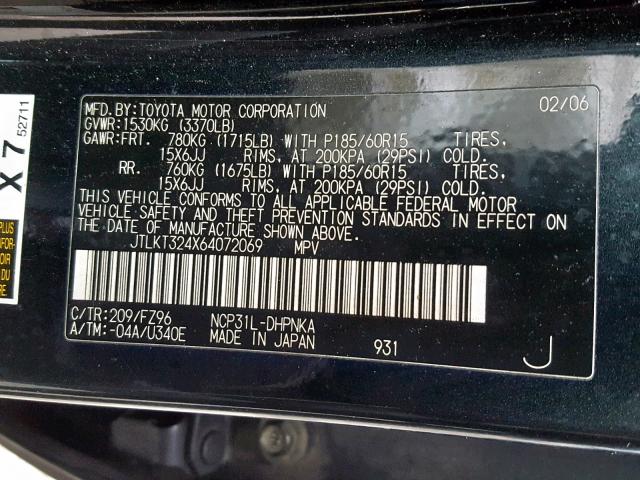 MFD.BY:TOYOTA MOTOR CORPORATION 02/06
GVWR:1530KG (3370LB)
GAWR:FRT. 780KG (1715LB) WITH P185/60R15 TIRES,
15X6JJ RIMS, AT 200KPA (29PSI) COLD.
RR. 760KG (1675LB) WITH P185/60R15 TIRES,
15X6JJ RIMS, AT 200KPA (29PSI) COLD.
THIS VEHICLE CONFORMS TO ALL APPLICABLE FEDERAL MOTOR
VEHICLE SAFETY AND THEFT PREVENTION STANDARDS IN EFFECT ON
THE DATE OF MANUFACTURE SHOWN ABOVE.
JTLKT324X64072069 MPV
C/TR:209/FZ96 NCP31L-DHPNKA
A/TM:-04A/U340E MADE IN JAPAN 931 J
X 7 52711
PLUS